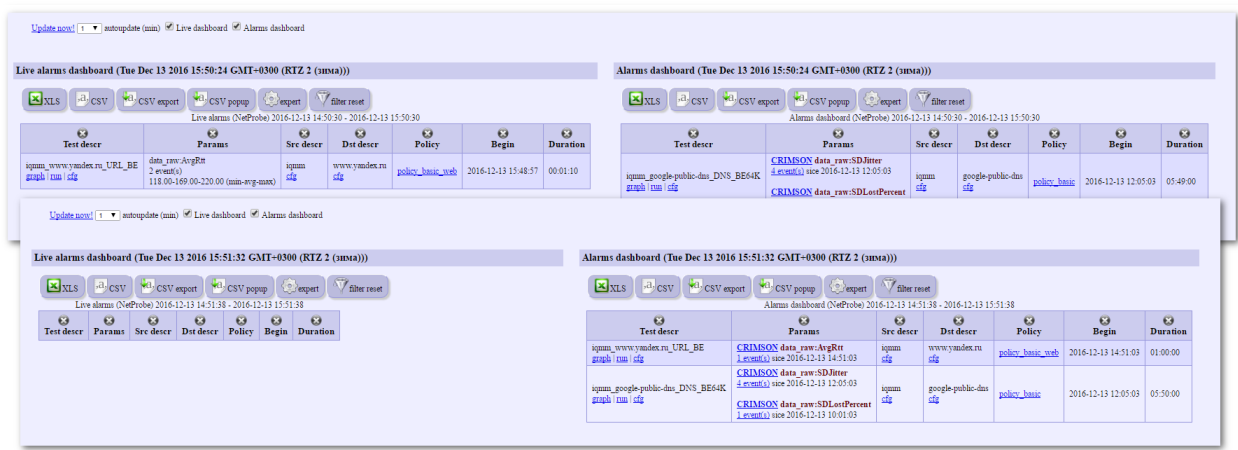 Update now! 1 autoupdate (min) Live dashboard Alarms dashboard
Live alarms dashboard (Tue Dec 13 2016 15:50:24 GMT+0300 (RTZ 2 (зима)))
XLS CSV CSV export CSV popup expert filter reset
Live alarms (NetProbe) 2016-12-13 14:50:30 - 2016-12-13 15:50:30
Test descr Params Src descr Dst descr Policy Begin Duration
iqmm_www.yandex.ru_URL_BE
graph | run | cfg
data_raw:AvgRtt
2 event(s)
118.00-169.00-220.00 (min-avg-max)
iqmm
cfg
www.yandex.ru
cfg
policy_basic_web
2016-12-13 15:48:57
00:01:10
Alarms dashboard (Tue Dec 13 2016 15:50:24 GMT+0300 (RTZ 2 (зима)))
XLS CSV CSV export CSV popup expert filter reset
Alarms dashboard (NetProbe) 2016-12-13 14:50:30 - 2016-12-13 15:50:30
Test descr Params Src descr Dst descr Policy Begin Duration
iqmm_google-public-dns_DNS_BE64K
graph | run | cfg
CRIMSON data_raw:SDJitter
4 event(s) sice 2016-12-13 12:05:03
CRIMSON data_raw:SDLostPercent
iqmm
cfg
google-public-dns
cfg
policy_basic
2016-12-13 12:05:03
05:49:00
Update now! 1 autoupdate (min) Live dashboard Alarms dashboard
Live alarms dashboard (Tue Dec 13 2016 15:51:32 GMT+0300 (RTZ 2 (зима)))
XLS CSV CSV export CSV popup expert filter reset
Live alarms (NetProbe) 2016-12-13 14:51:38 - 2016-12-13 15:51:38
Test descr Params Src descr Dst descr Policy Begin Duration
Alarms dashboard (Tue Dec 13 2016 15:51:32 GMT+0300 (RTZ 2 (зима)))
XLS CSV CSV export CSV popup expert filter reset
Alarms dashboard (NetProbe) 2016-12-13 14:51:38 - 2016-12-13 15:51:38
Test descr Params Src descr Dst descr Policy Begin Duration
iqmm_www.yandex.ru_URL_BE
graph | run | cfg
CRIMSON data_raw:AvgRtt
1 event(s) sice 2016-12-13 14:51:03
iqmm
cfg
www.yandex.ru
cfg
policy_basic_web
2016-12-13 14:51:03
01:00:00
iqmm_google-public-dns_DNS_BE64K
graph | run | cfg
CRIMSON data_raw:SDJitter
4 event(s) sice 2016-12-13 12:05:03
CRIMSON data_raw:SDLostPercent
1 event(s) sice 2016-12-13 10:01:03
iqmm
cfg
google-public-dns
cfg
policy_basic
2016-12-13 12:05:03
05:50:00